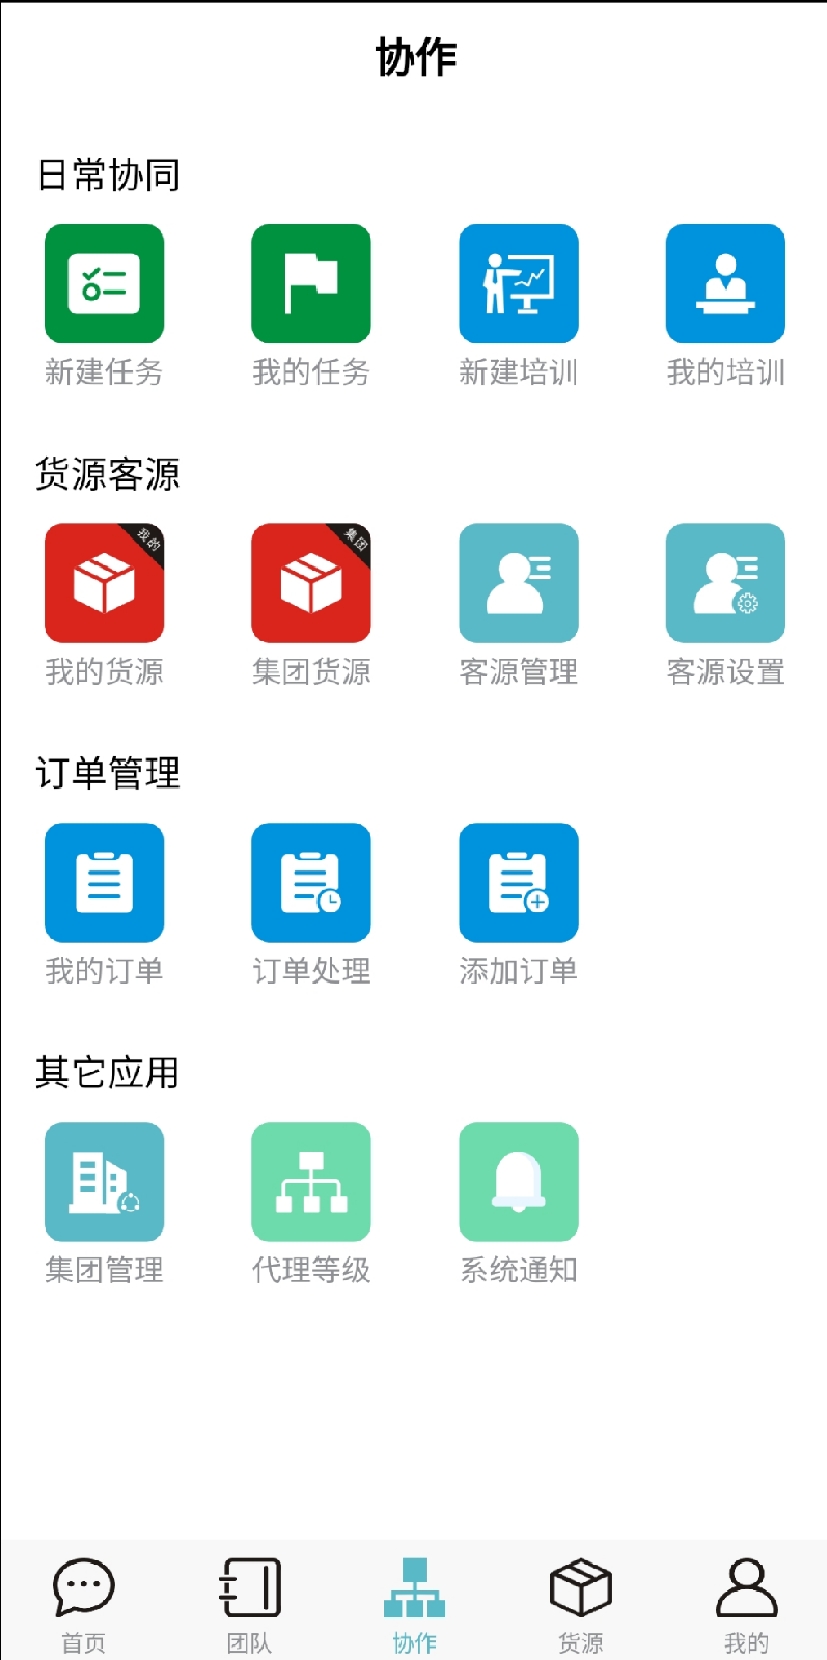 协作
日常协同
新建任务 我的任务 新建培训 我的培训
货源客源
我的 集团
我的货源 集团货源 客源管理 客源设置
订单管理
我的订单 订单处理 添加订单
其它应用
集团管理 代理等级 系统通知
首页 团队 协作 货源 我的